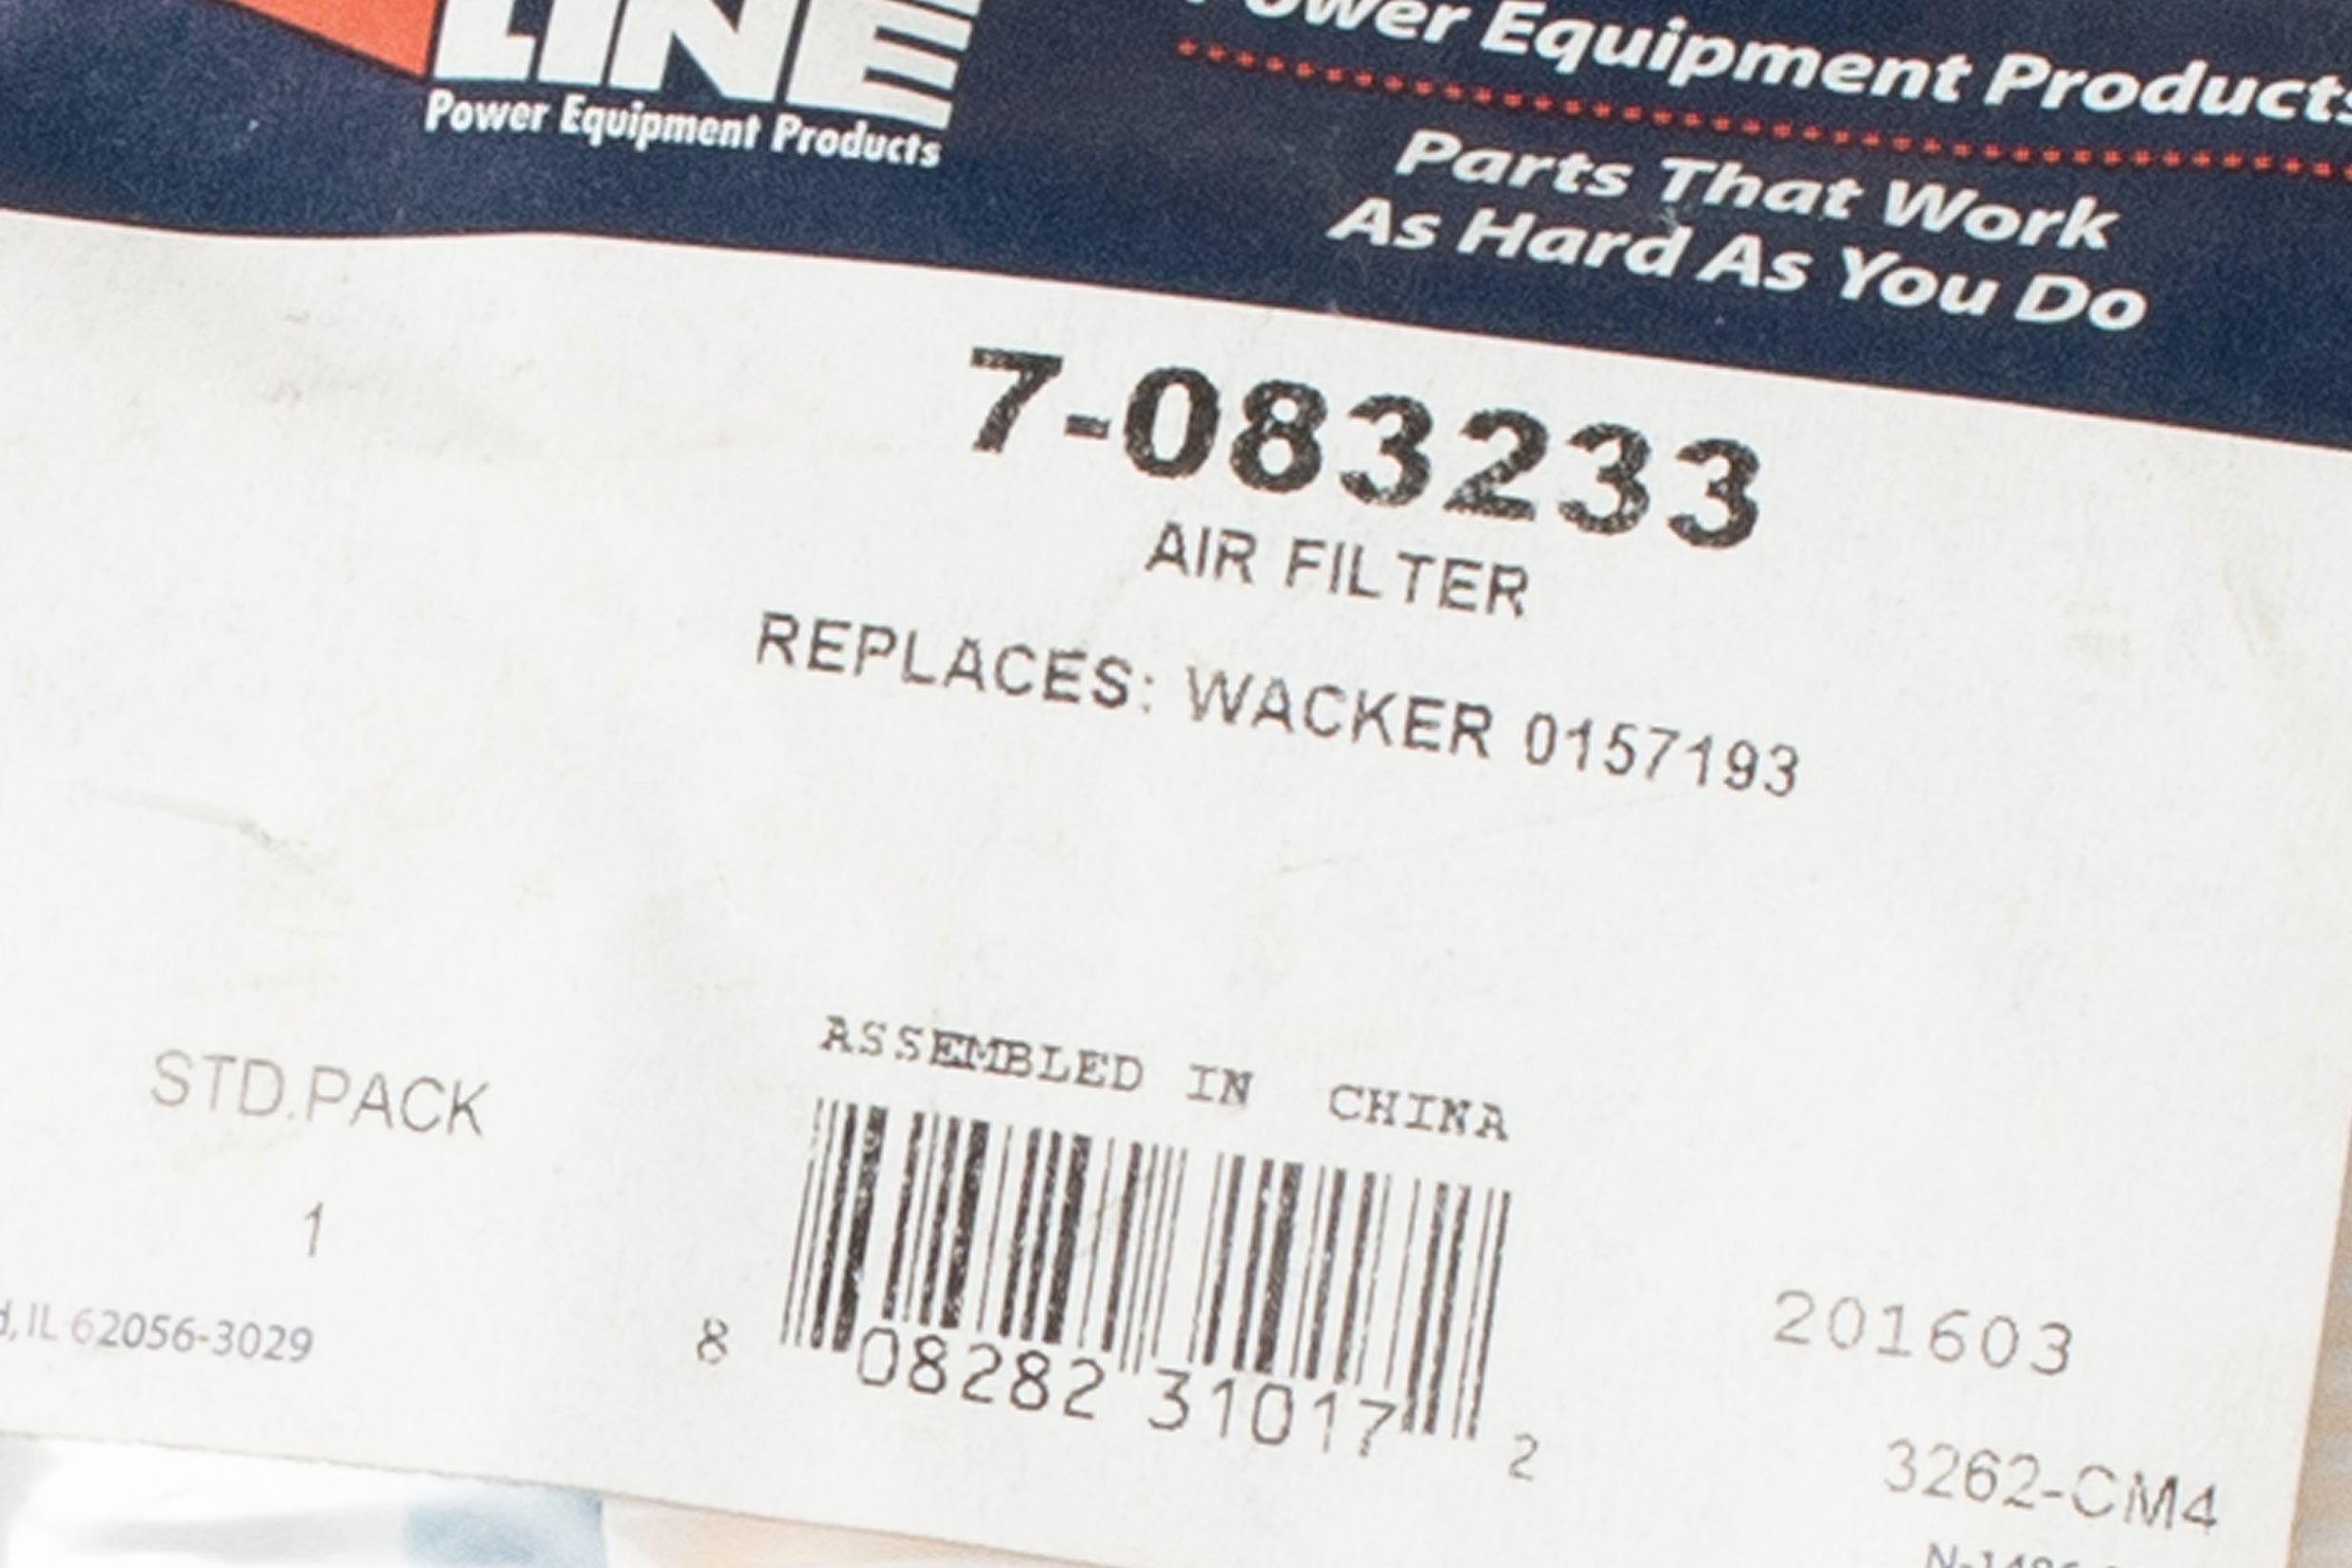 LINE
Power Equipment Products
Power Equipment Products
Parts That Work
As Hard As You Do
7-083233
AIR FILTER
REPLACES: WACKER 0157193
ASSEMBLED IN CHINA
STD.PACK
1
IL 62056-3029
8 08282 31017 2
201603
3262-CM4